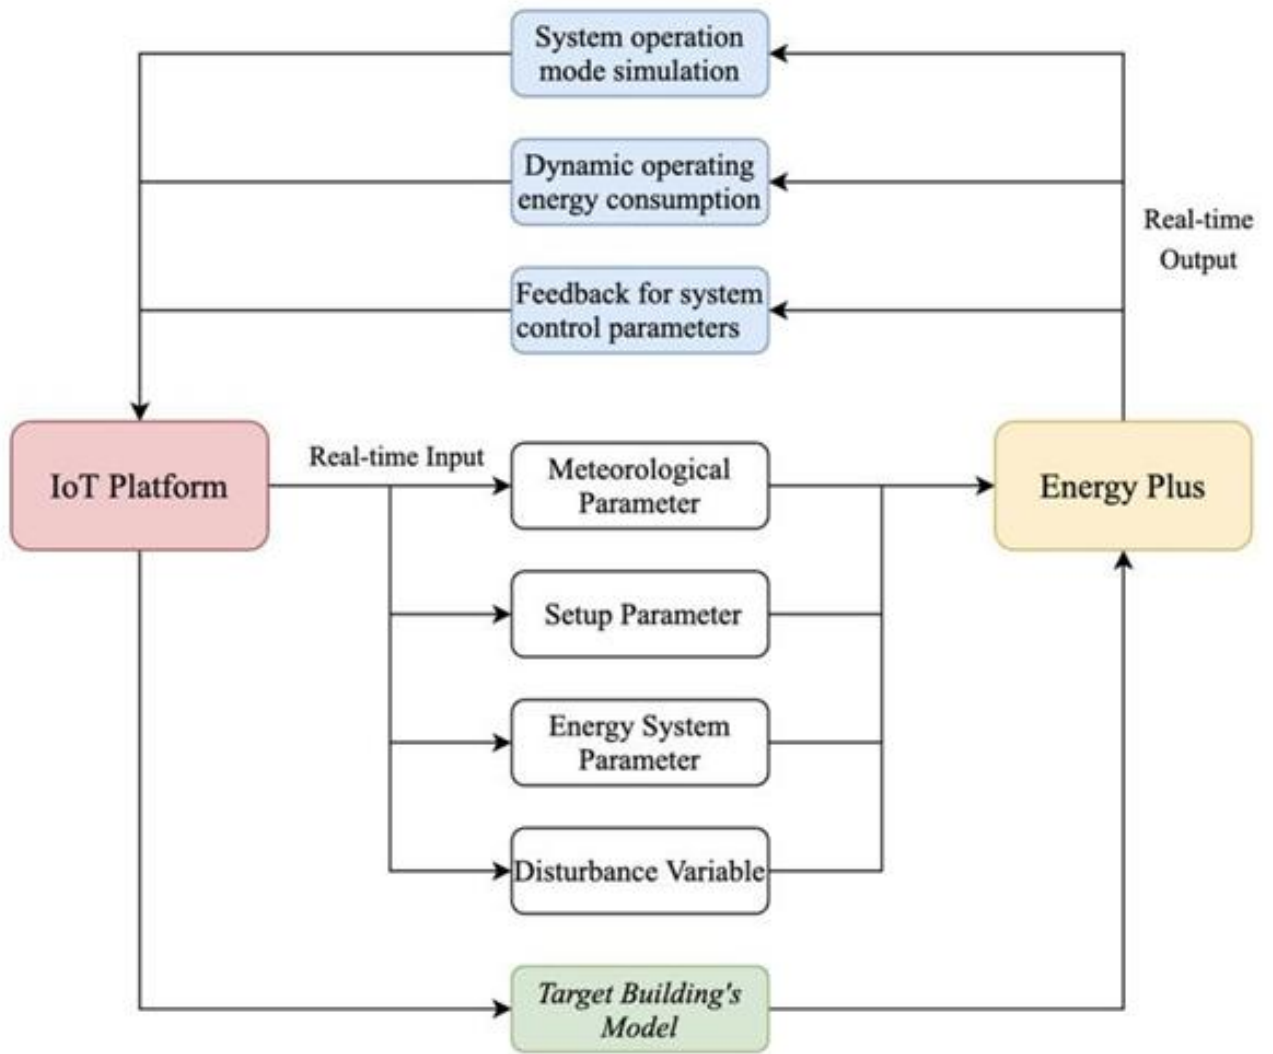 System operation
mode simulation
Dynamic operating
energy consumption
Real-time
Output
Feedback for system
control parameters
IoT Platform
Real-time Input
Meteorological
Parameter
Energy Plus
Setup Parameter
Energy System
Parameter
Disturbance Variable
Target Building's
Model